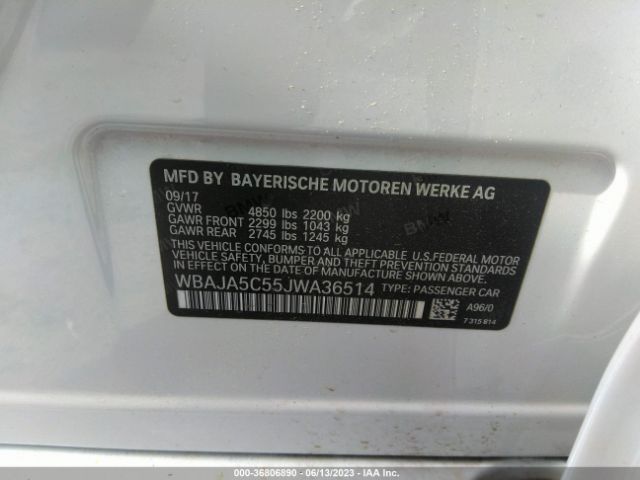 MFD BY BAYERISCHE MOTOREN WERKE AG
09/17
GVWR 4850 lbs 2200 kg
GAWR FRONT 2299 lbs 1043 kg
GAWR REAR 2745 lbs 1245 kg
THIS VEHICLE CONFORMS TO ALL APPLICABLE U.S.FEDERAL MOTOR
VEHICLE SAFETY, BUMPER, AND THEFT PREVENTION STANDARDS
IN EFFECT ON THE DATE OF MANUFACTURE SHOWN ABOVE.
WBAJA5C55JWA36514 TYPE: PASSENGER CAR
A96/0
7 315 814
000-36806890 - 06/13/2023 - IAA Inc.